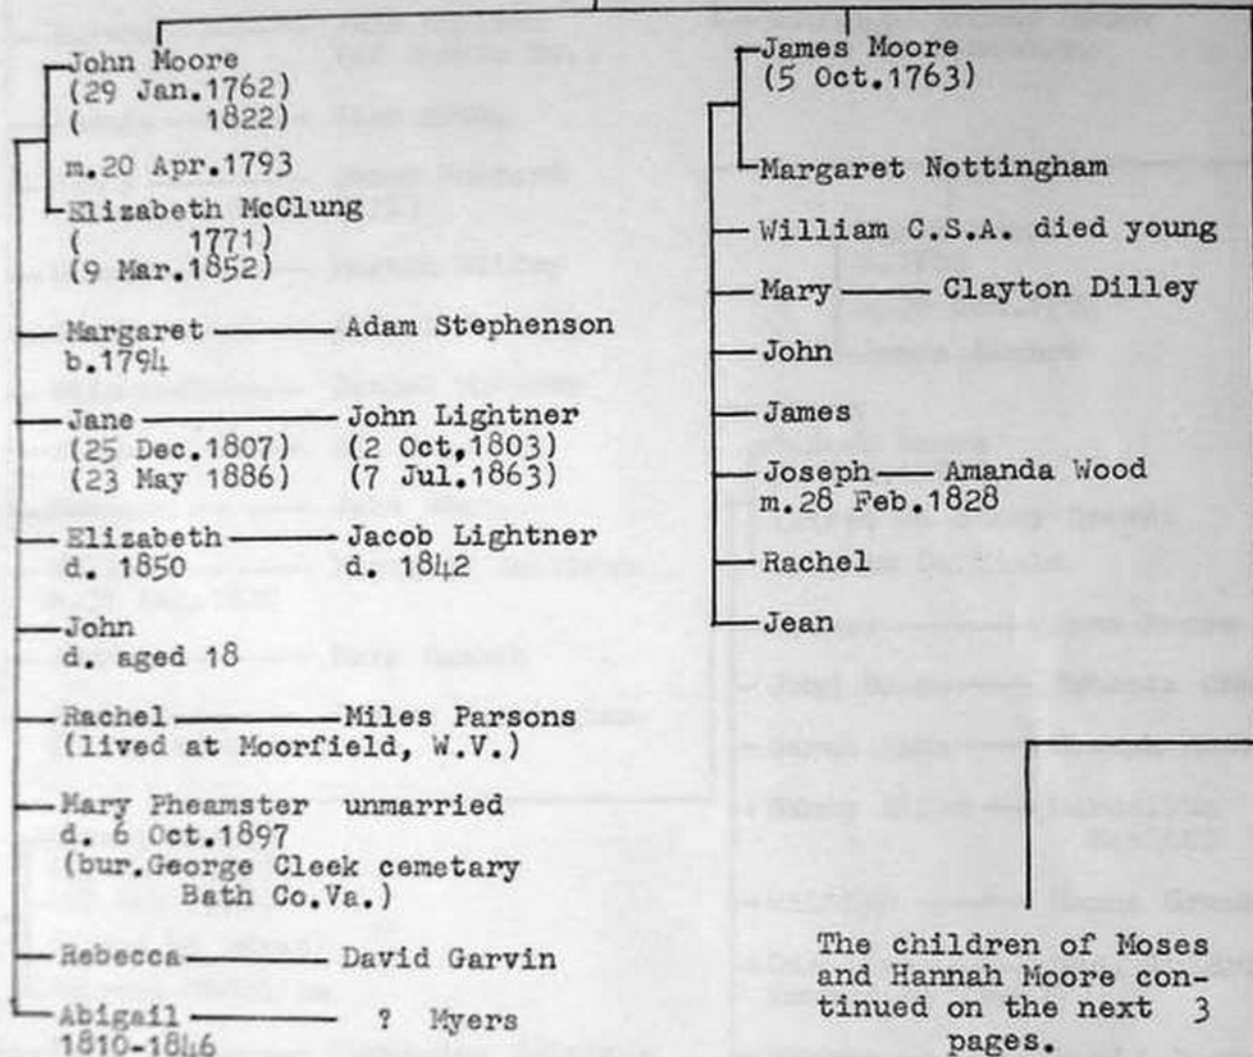 John Moore
(29 Jan.1762)
( 1822)
m.20 Apr.1793
Elizabeth McClung
( 1771)
(9 Mar.1852)
Margaret Adam Stephenson
b.1794
Jane John Lightner
(25 Dec.1807) (2 Oct,1803)
(23 May 1886) (7 Jul.1863)
Elizabeth Jacob Lightner
d. 1850 d. 1842
John
d. aged 18
Rachel Miles Parsons
(lived at Moorfield, W.V.)
Mary Pheamster unmarried
d. 6 Oct.1897
(bur.George Cleek cemetary
Bath Co.Va.)
Rebecca David Garvin
Abigail ? Myers
1810-1846
James Moore
(5 Oct.1763)
Margaret Nottingham
William C.S.A. died young
Mary Clayton Dilley
John
James
Joseph Amanda Wood
m.28 Feb.1828
Rachel
Jean
The children of Moses
and Hannah Moore con-
tinued on the next 3
pages.